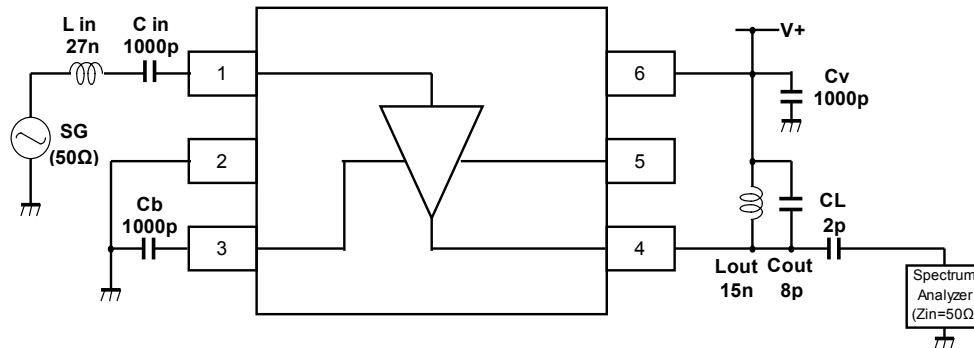 L in
27n
C in
1000p
SG
(50Ω)
1
2
3
Cb
1000p
6
5
4
V+
Cv
1000p
Lout
15n
Cout
8p
CL
2p
Spectrum
Analyzer
(Zin=50Ω